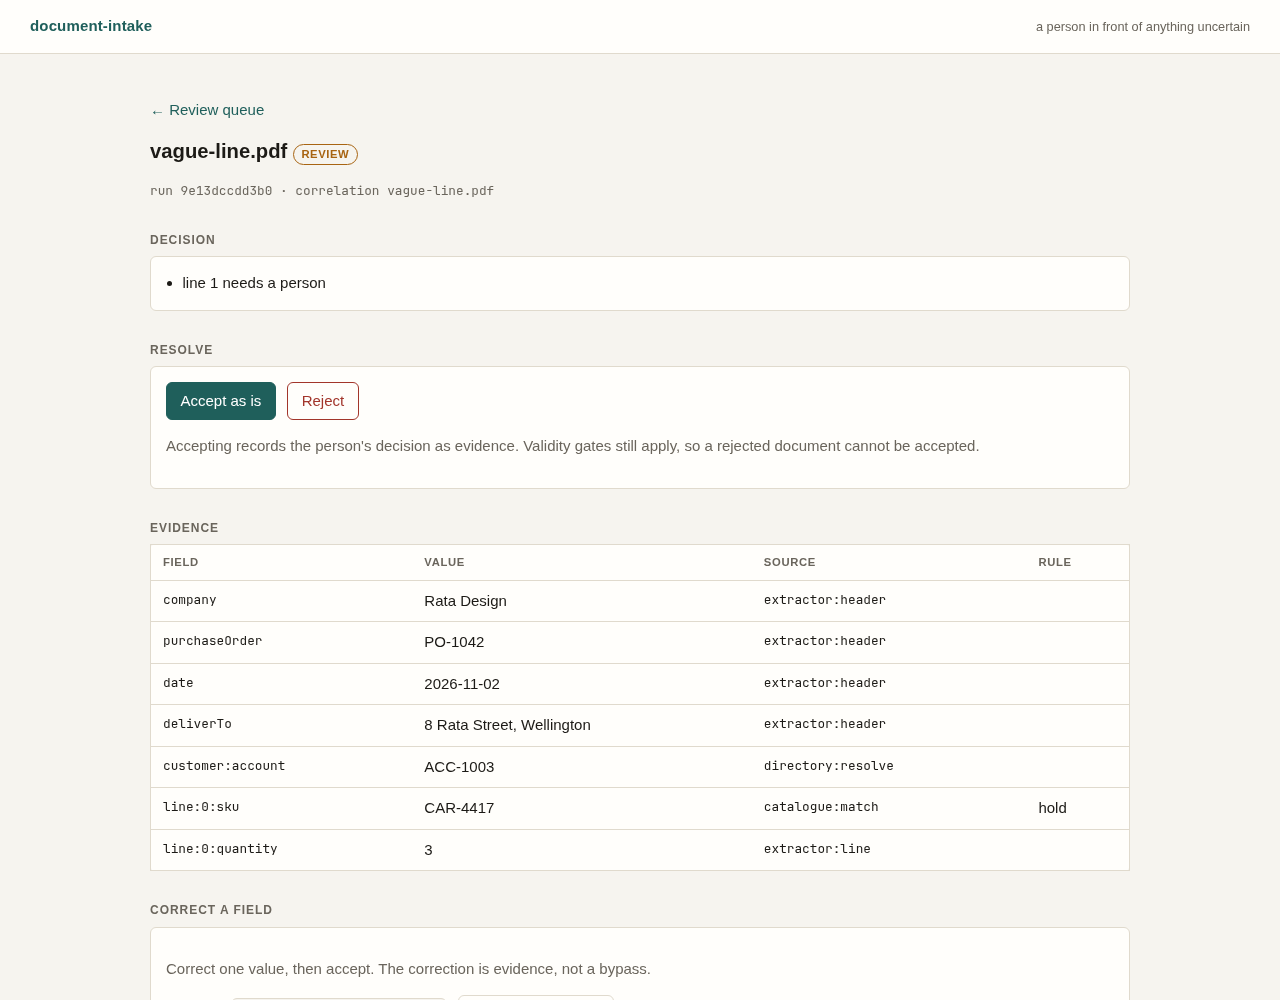 document-intake
a person in front of anything uncertain
← Review queue
vague-line.pdf REVIEW
run 9e13dccdd3b0 · correlation vague-line.pdf
DECISION
• line 1 needs a person
RESOLVE
Accept as is Reject
Accepting records the person's decision as evidence. Validity gates still apply, so a rejected document cannot be accepted.
EVIDENCE
FIELD VALUE SOURCE RULE
company Rata Design extractor:header
purchaseOrder PO-1042 extractor:header
date 2026-11-02 extractor:header
deliverTo 8 Rata Street, Wellington extractor:header
customer:account ACC-1003 directory:resolve
line:0:sku CAR-4417 catalogue:match hold
line:0:quantity 3 extractor:line
CORRECT A FIELD
Correct one value, then accept. The correction is evidence, not a bypass.